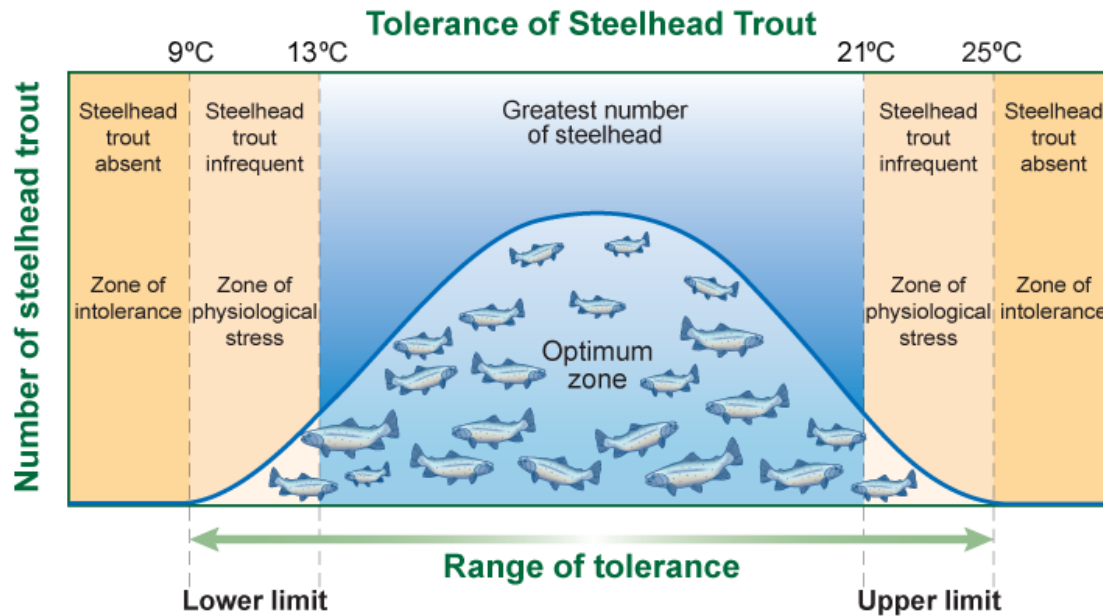 Tolerance of Steelhead Trout
9ºC
13ºC
21ºC
25ºC
Number of steelhead trout
Steelhead
trout
absent
Steelhead
trout
infrequent
Greatest number
of steelhead
Steelhead
trout
infrequent
Steelhead
trout
absent
Zone of
intolerance
Zone of
physiological
stress
Optimum
zone
Zone of
physiological
stress
Zone of
intolerance
Range of tolerance
Lower limit
Upper limit